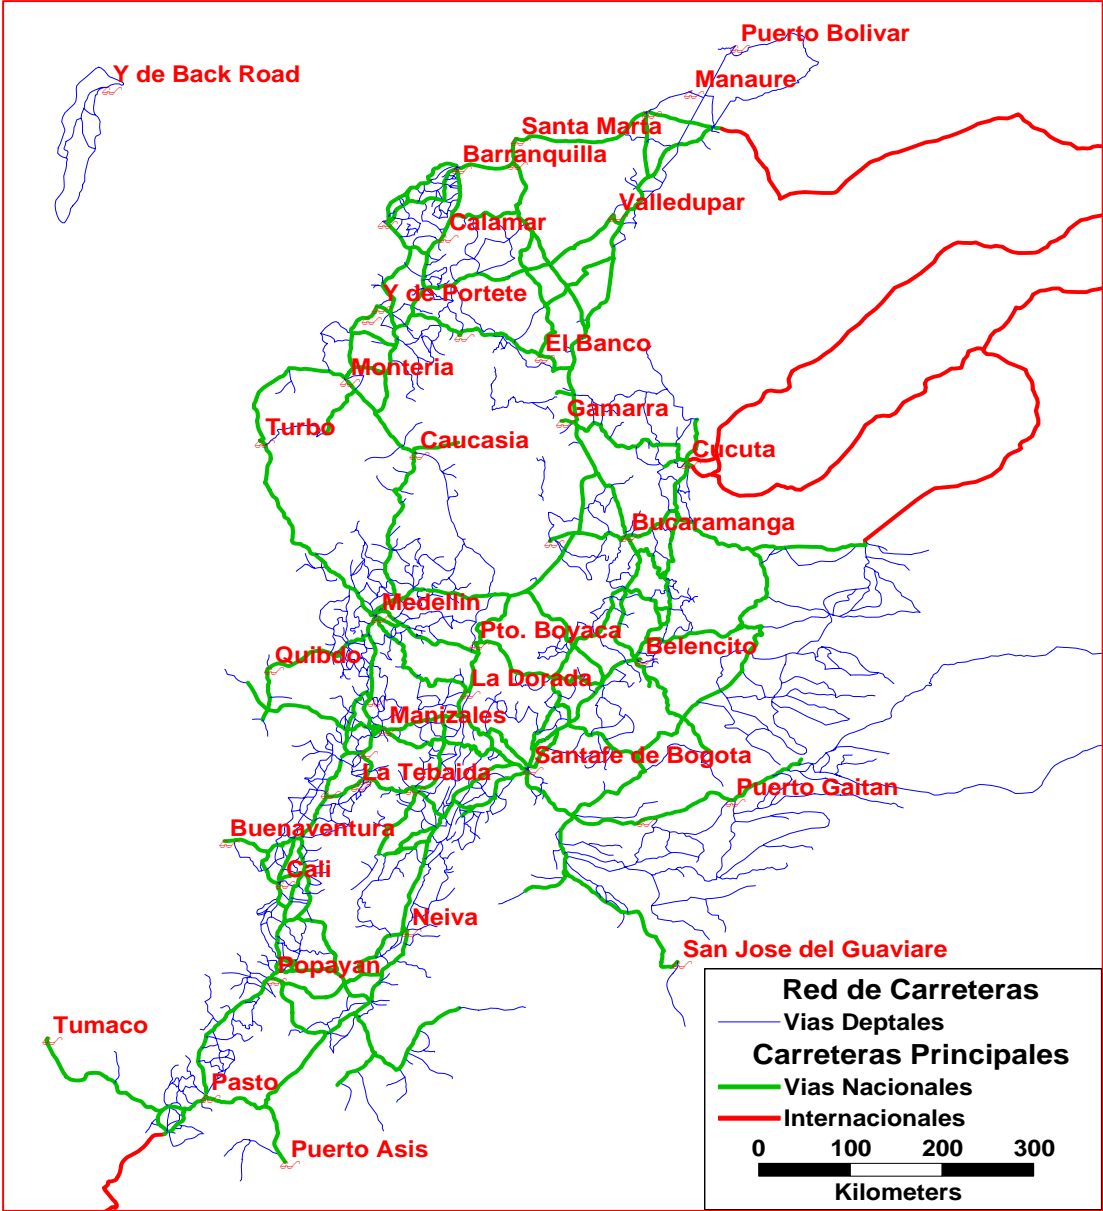 Puerto Bolivar
Y de Back Road
Manaure
Santa Marta
Barranquilla
Valledupar
Calamar
Y de Portete
El Banco
Monteria
Gamarra
Turbo
Caucasia
Cucuta
Bucaramanga
Medellin
Pto. Boyaca
Quibdo
Belencito
La Dorada
Manizales
Santafe de Bogota
La Tebaida
Puerto Gaitan
Buenaventura
Cali
Neiva
San Jose del Guaviare
Popayan
Tumaco
Pasto
Puerto Asis
Red de Carreteras
Vias Deptales
Carreteras Principales
Vias Nacionales
Internacionales
0 100 200 300
Kilometers